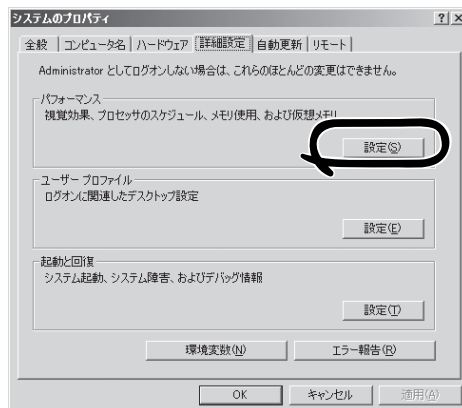 システムのプロパティ
全般 コンピュータ名 ハードウェア 詳細設定 自動更新 リモート
Administrator としてログオンしない場合は、これらのほとんどの変更はできません。
パフォーマンス
視覚効果、プロセッサのスケジュール、メモリ使用、および仮想メモリ
設定(S)
ユーザー プロファイル
ログオンに関連したデスクトップ設定
設定(E)
起動と回復
システム起動、システム障害、およびデバッグ情報
設定(T)
環境変数(N) エラー報告(R)
OK キャンセル 適用(A)